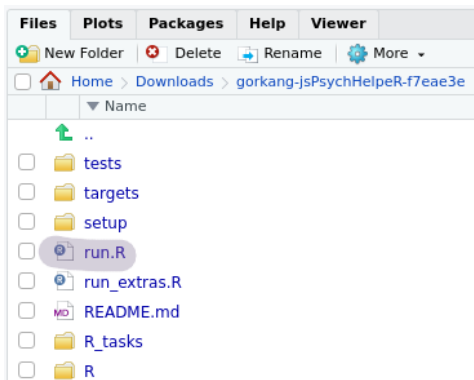 Files Plots Packages Help Viewer
New Folder Delete Rename More
Home Downloads gorkang-jsPsychHelpeR-f7eae3e
Name
..
tests
targets
setup
run.R
run_extras.R
MD README.md
R_tasks
R